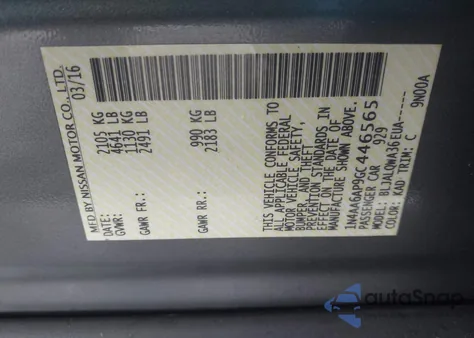 MFD BY NISSAN MOTOR CO., LTD.
03/16
GVWR: 2105 KG
4641 LB
GAWR FR: 1130 KG
2491 LB
GAWR RR: 990 KG
2183 LB
THIS VEHICLE CONFORMS TO
ALL APPLICABLE FEDERAL
MOTOR VEHICLE SAFETY,
BUMPER, AND THEFT
PREVENTION STANDARDS IN
EFFECT ON THE DATE OF
MANUFACTURE SHOWN ABOVE.
1N4AA6AP9GC446565
PASSENGER CAR 929
MODEL: BLJALQWA36EUA-----
COLOR: KAD TRIM: C 9N00A
autoSnap